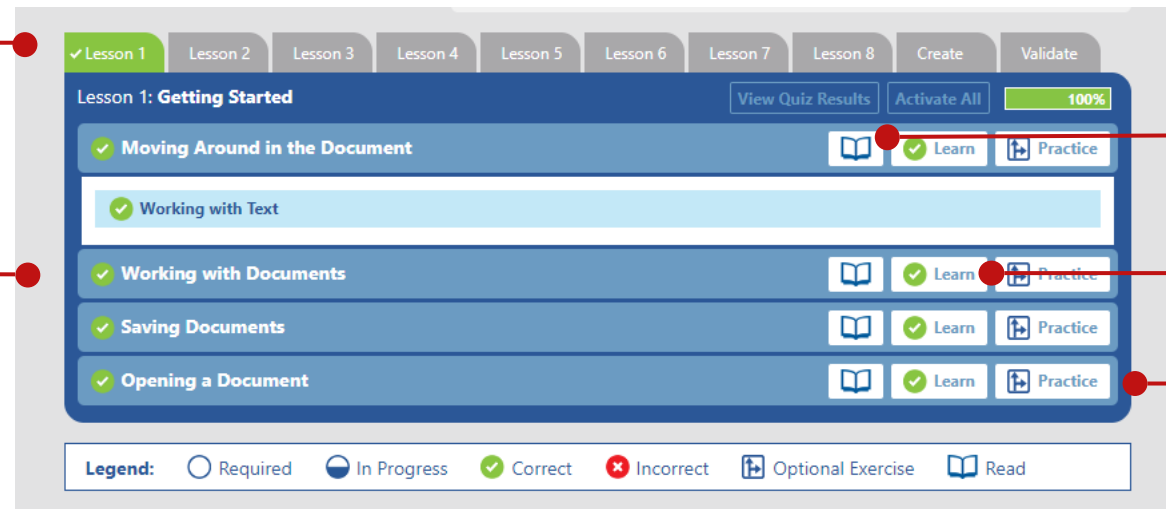 Lesson 1 Lesson 2 Lesson 3 Lesson 4 Lesson 5 Lesson 6 Lesson 7 Lesson 8 Create Validate
Lesson 1: Getting Started View Quiz Results Activate All 100%
Moving Around in the Document Learn Practice
Working with Text
Working with Documents Learn Practice
Saving Documents Learn Practice
Opening a Document Learn Practice
Legend: Required In Progress Correct Incorrect Optional Exercise Read